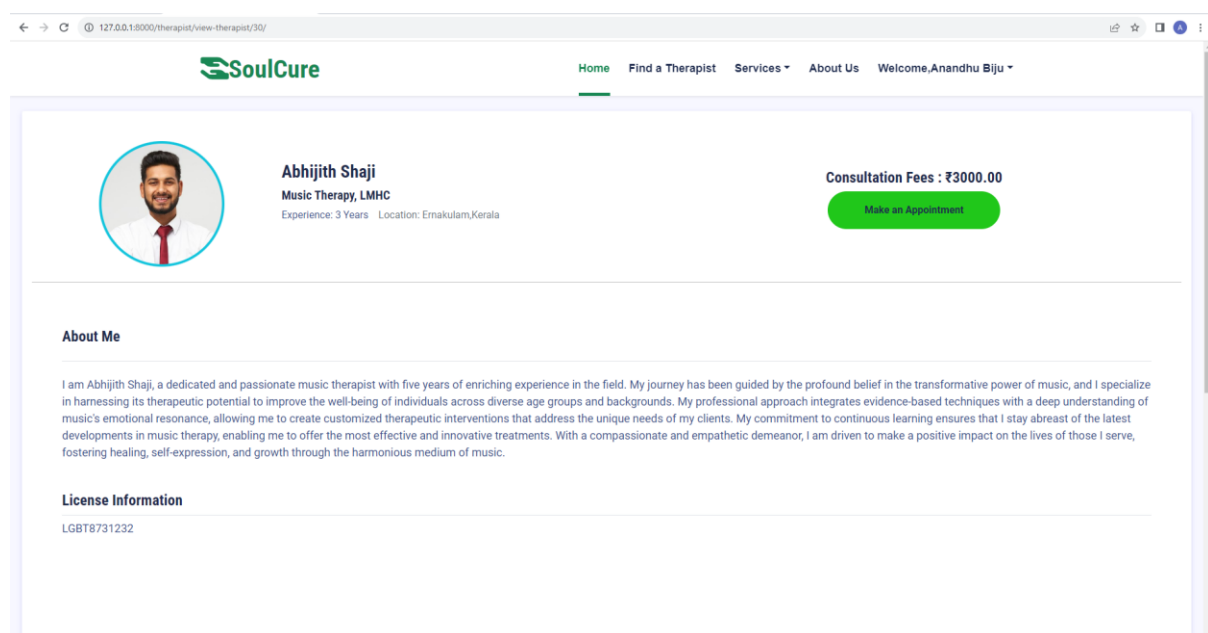 127.0.0.1:8000/therapist/view-therapist/30/
A
SoulCure
Home Find a Therapist Services About Us Welcome,Anandhu Biju
Abhijith Shaji
Music Therapy, LMHC
Experience: 3 Years Location: Ernakulam,Kerala
Consultation Fees : ₹3000.00
Make an Appointment
About Me
I am Abhijith Shaji, a dedicated and passionate music therapist with five years of enriching experience in the field. My journey has been guided by the profound belief in the transformative power of music, and I specialize
in harnessing its therapeutic potential to improve the well-being of individuals across diverse age groups and backgrounds. My professional approach integrates evidence-based techniques with a deep understanding of
music's emotional resonance, allowing me to create customized therapeutic interventions that address the unique needs of my clients. My commitment to continuous learning ensures that I stay abreast of the latest
developments in music therapy, enabling me to offer the most effective and innovative treatments. With a compassionate and empathetic demeanor, I am driven to make a positive impact on the lives of those I serve,
fostering healing, self-expression, and growth through the harmonious medium of music.
License Information
LGBT8731232